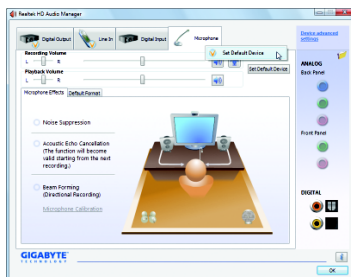 Realtek HD Audio Manager
Digital Output
Line In
Digital Input
Microphone
Device advanced settings
Set Default Device
Recording Volume
L
R
Set Default Device
Playback Volume
L
R
Microphone Effects
Default Format
Noise Suppression
Acoustic Echo Cancellation
(The function will become
valid starting from the next
recording.)
Beam Forming
(Directional Recording)
Microphone Calibration
ANALOG
Back Panel
Front Panel
DIGITAL
GIGABYTE
TECHNOLOGY
OK